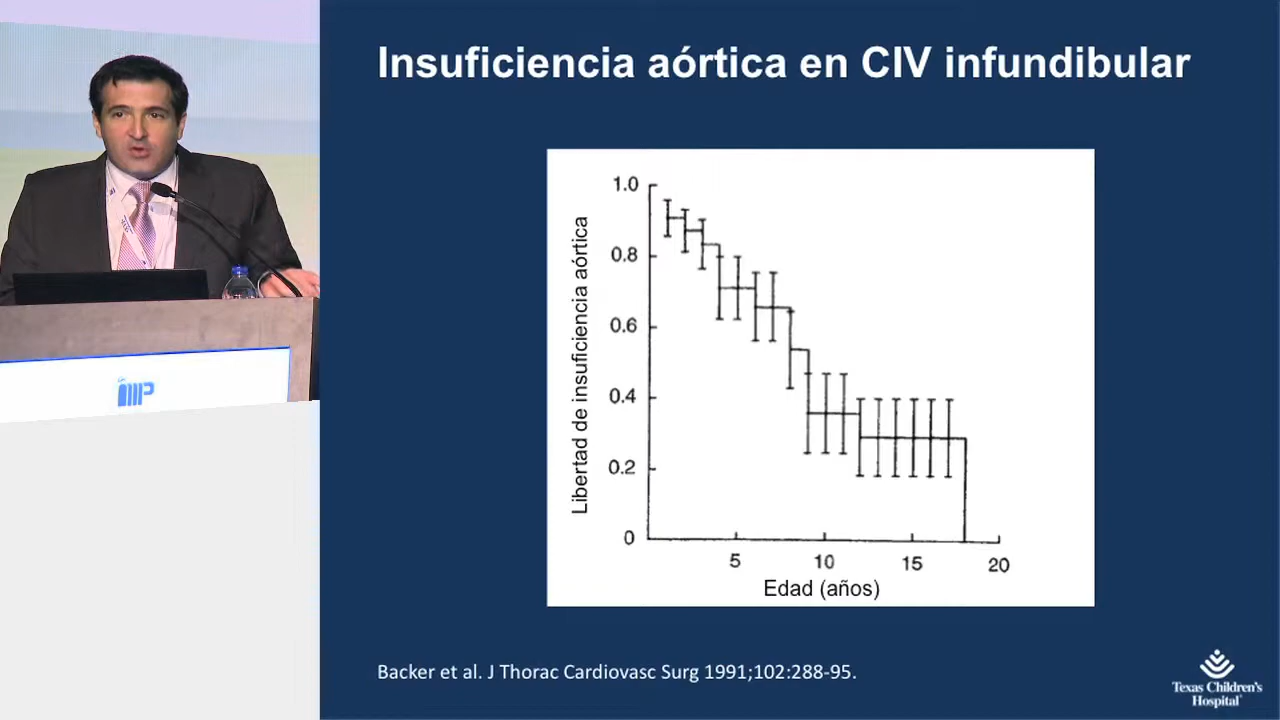 Insuficiencia aórtica en CIV infundibular
Libertad de insuficiencia aórtica
1.0
0.8
0.6
0.4
0.2
0
5
10
15
20
Edad (años)
Backer et al. J Thorac Cardiovasc Surg 1991;102:288-95.
Texas Children's
Hospital